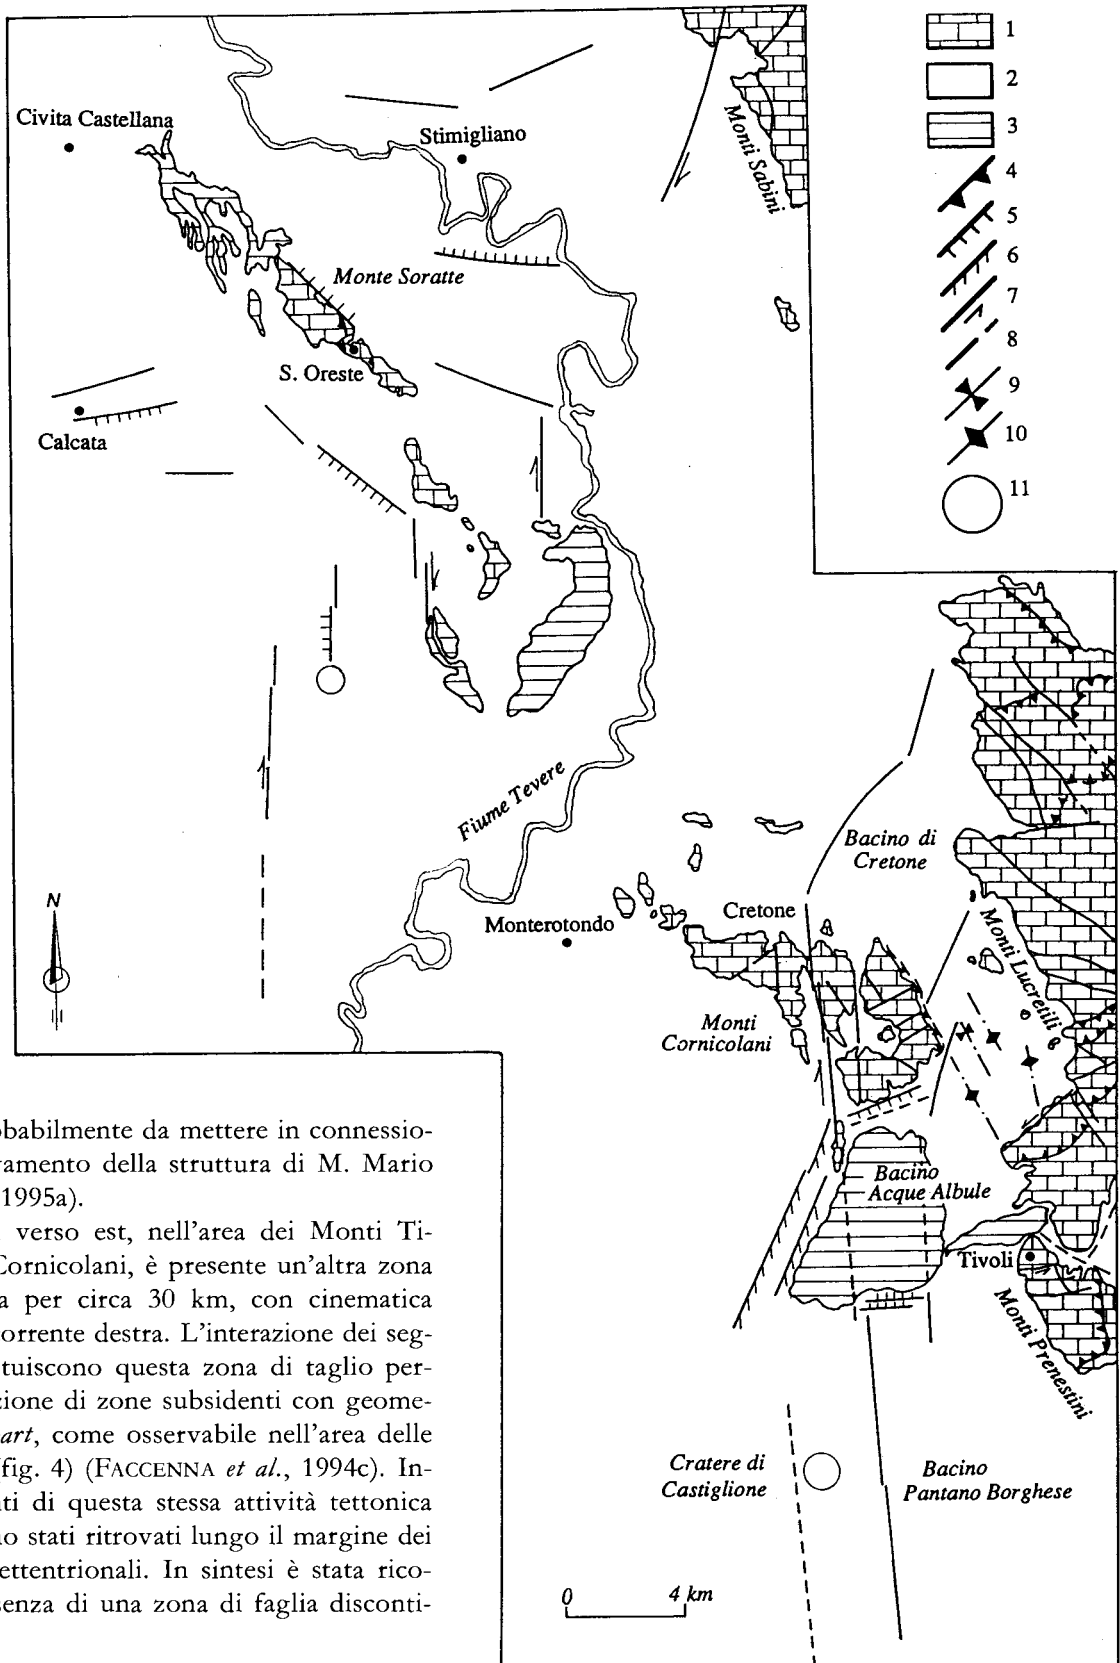 1
2
3
4
5
6
7
8
9
10
11
Civita Castellana
Stimigliano
Monti Sabini
Monte Soratte
S. Oreste
Calcata
Fiume Tevere
N
Monterotondo
Cretone
Bacino di
Cretone
Monti Lucretili
Monti
Cornicolani
Bacino
Acque Albule
Tivoli
Monti Prenestini
Cratere di
Castiglione
Bacino
Pantano Borghese
0 4 km
obabilmente da mettere in connessio-
ramento della struttura di M. Mario
1995a).
verso est, nell'area dei Monti Ti-
Cornicolani, è presente un'altra zona
a per circa 30 km, con cinematica
orrente destra. L'interazione dei seg-
tuiscono questa zona di taglio per-
zione di zone subsidenti con geome-
art, come osservabile nell'area delle
fig. 4) (FACCENNA et al., 1994c). In-
ti di questa stessa attività tettonica
o stati ritrovati lungo il margine dei
ettentrionali. In sintesi è stata rico-
senza di una zona di faglia disconti-